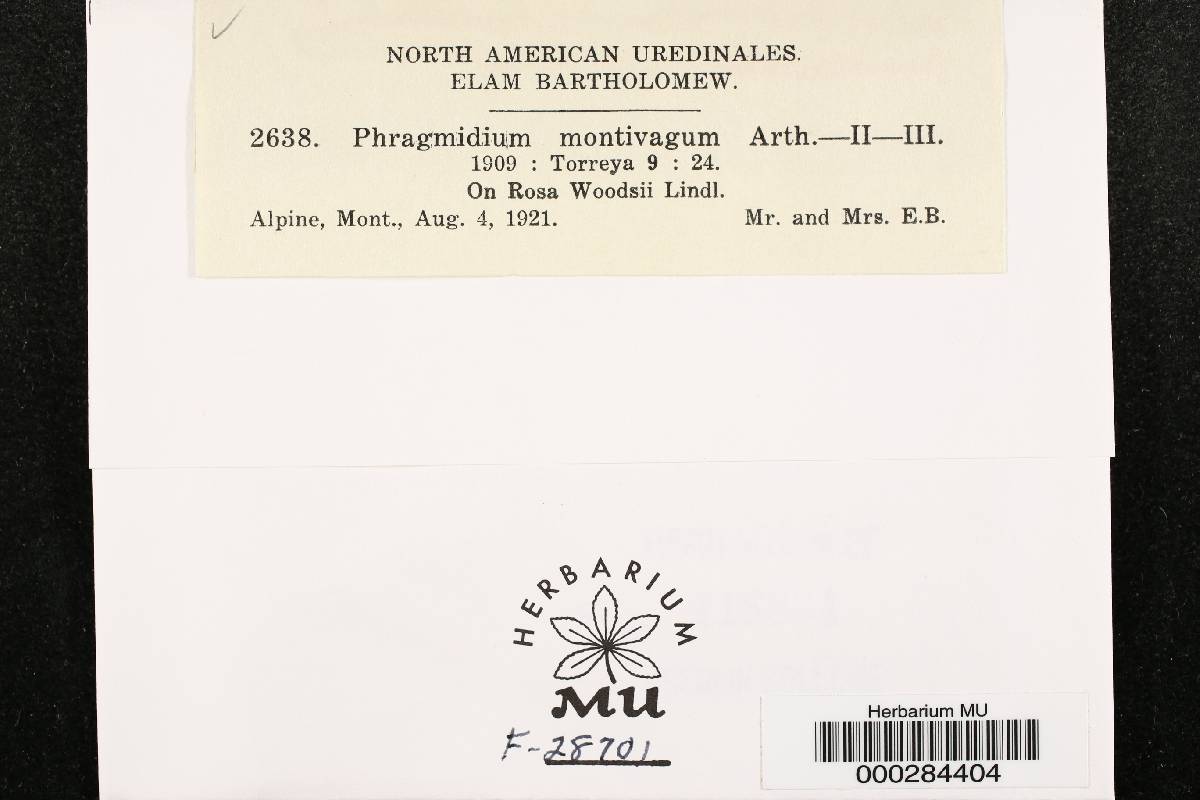 NORTH AMERICAN UREDINALES.
ELAM BARTHOLOMEW.
2638. Phragmidium montivagum Arth.—II—III.
1909 : Torreya 9 : 24.
On Rosa Woodsii Lindl.
Alpine, Mont., Aug. 4, 1921. Mr. and Mrs. E.B.
HERBARIUM
MU
F-28701
Herbarium MU
000284404